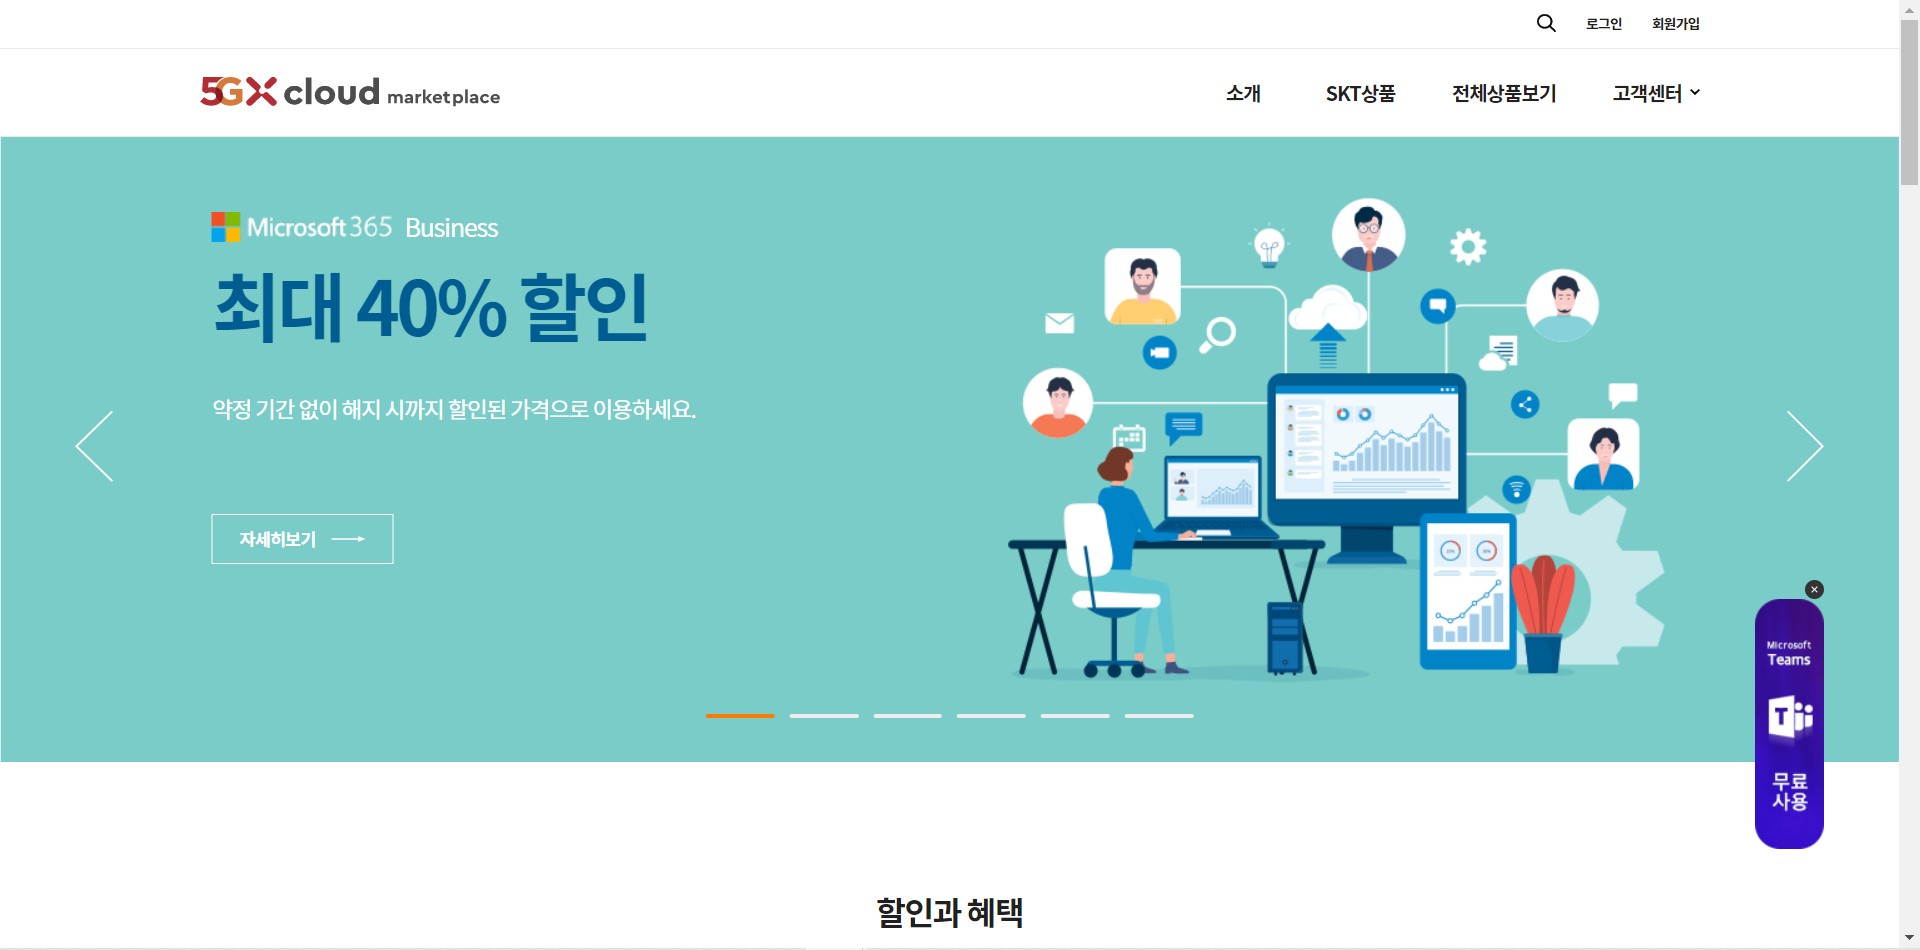 로그인
회원가입
5GX cloud marketplace
소개
SKT상품
전체상품보기
고객센터
Microsoft 365 Business
최대 40% 할인
약정 기간 없이 해지 시까지 할인된 가격으로 이용하세요.
자세히보기
Microsoft
Teams
T
무료
사용
할인과 혜택